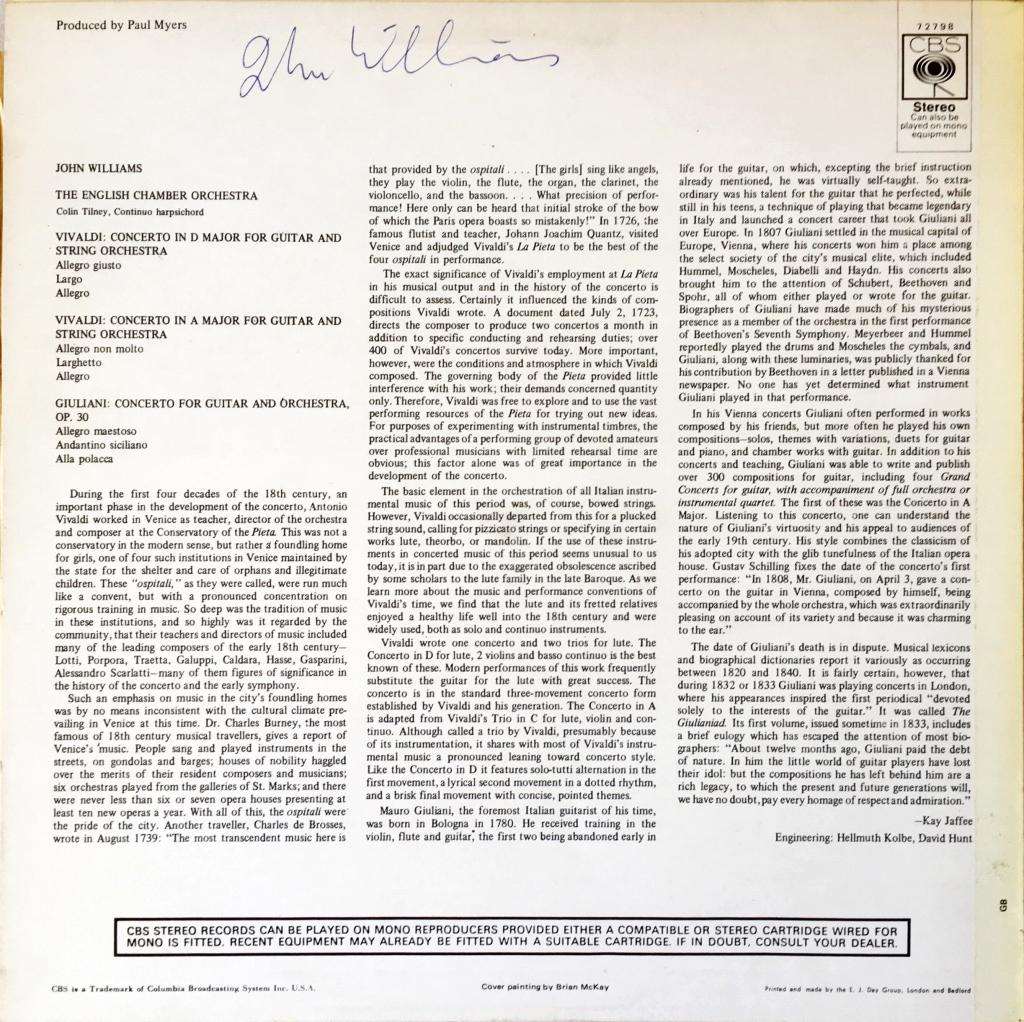 Produced by Paul Myers
John Williams
72798
CBS
Stereo
Can also be
played on mono
equipment
JOHN WILLIAMS
THE ENGLISH CHAMBER ORCHESTRA
Colin Tilney, Continuo harpsichord
VIVALDI: CONCERTO IN D MAJOR FOR GUITAR AND
STRING ORCHESTRA
Allegro giusto
Largo
Allegro
VIVALDI: CONCERTO IN A MAJOR FOR GUITAR AND
STRING ORCHESTRA
Allegro non molto
Larghetto
Allegro
GIULIANI: CONCERTO FOR GUITAR AND ORCHESTRA,
OP. 30
Allegro maestoso
Andantino siciliano
Alla polacca
During the first four decades of the 18th century, an
important phase in the development of the concerto, Antonio
Vivaldi worked in Venice as teacher, director of the orchestra
and composer at the Conservatory of the Pieta. This was not a
conservatory in the modern sense, but rather a foundling home
for girls, one of four such institutions in Venice maintained by
the state for the shelter and care of orphans and illegitimate
children. These "ospitali," as they were called, were run much
like a convent, but with a pronounced concentration on
rigorous training in music. So deep was the tradition of music
in these institutions, and so highly was it regarded by the
community, that their teachers and directors of music included
many of the leading composers of the early 18th century—
Lotti, Porpora, Traetta, Galuppi, Caldara, Hasse, Gasparini,
Alessandro Scarlatti—many of them figures of significance in
the history of the concerto and the early symphony.
Such an emphasis on music in the city's foundling homes
was by no means inconsistent with the cultural climate pre-
vailing in Venice at this time. Dr. Charles Burney, the most
famous of 18th century musical travellers, gives a report of
Venice's music. People sang and played instruments in the
streets, on gondolas and barges; houses of nobility haggled
over the merits of their resident composers and musicians;
six orchestras played from the galleries of St. Marks; and there
were never less than six or seven opera houses presenting at
least ten new operas a year. With all of this, the ospitali were
the pride of the city. Another traveller, Charles de Brosses,
wrote in August 1739: "The most transcendent music here is
that provided by the ospitali . . . . [The girls] sing like angels,
they play the violin, the flute, the organ, the clarinet, the
violoncello, and the bassoon. . . . What precision of perfor-
mance! Here only can be heard that initial stroke of the bow
of which the Paris opera boasts so mistakenly!" In 1726, the
famous flutist and teacher, Johann Joachim Quantz, visited
Venice and adjudged Vivaldi's La Pieta to be the best of the
four ospitali in performance.
The exact significance of Vivaldi's employment at La Pieta
in his musical output and in the history of the concerto is
difficult to assess. Certainly it influenced the kinds of com-
positions Vivaldi wrote. A document dated July 2, 1723,
directs the composer to produce two concertos a month in
addition to specific conducting and rehearsing duties; over
400 of Vivaldi's concertos survive today. More important,
however, were the conditions and atmosphere in which Vivaldi
composed. The governing body of the Pieta provided little
interference with his work; their demands concerned quantity
only. Therefore, Vivaldi was free to explore and to use the vast
performing resources of the Pieta for trying out new ideas.
For purposes of experimenting with instrumental timbres, the
practical advantages of a performing group of devoted amateurs
over professional musicians with limited rehearsal time are
obvious; this factor alone was of great importance in the
development of the concerto.
The basic element in the orchestration of all Italian instru-
mental music of this period was, of course, bowed strings.
However, Vivaldi occasionally departed from this for a plucked
string sound, calling for pizzicato strings or specifying in certain
works lute, theorbo, or mandolin. If the use of these instru-
ments in concerted music of this period seems unusual to us
today, it is in part due to the exaggerated obsolescence ascribed
by some scholars to the lute family in the late Baroque. As we
learn more about the music and performance conventions of
Vivaldi's time, we find that the lute and its fretted relatives
enjoyed a healthy life well into the 18th century and were
widely used, both as solo and continuo instruments.
Vivaldi wrote one concerto and two trios for lute. The
Concerto in D for lute, 2 violins and basso continuo is the best
known of these. Modern performances of this work frequently
substitute the guitar for the lute with great success. The
concerto is in the standard three-movement concerto form
established by Vivaldi and his generation. The Concerto in A
is adapted from Vivaldi's Trio in C for lute, violin and con-
tinuo. Although called a trio by Vivaldi, presumably because
of its instrumentation, it shares with most of Vivaldi's instru-
mental music a pronounced leaning toward concerto style.
Like the Concerto in D it features solo-tutti alternation in the
first movement, a lyrical second movement in a dotted rhythm,
and a brisk final movement with concise, pointed themes.
Mauro Giuliani, the foremost Italian guitarist of his time,
was born in Bologna in 1780. He received training in the
violin, flute and guitar, the first two being abandoned early in
life for the guitar, on which, excepting the brief instruction
already mentioned, he was virtually self-taught. So extra-
ordinary was his talent for the guitar that he perfected, while
still in his teens, a technique of playing that became legendary
in Italy and launched a concert career that took Giuliani all
over Europe. In 1807 Giuliani settled in the musical capital of
Europe, Vienna, where his concerts won him a place among
the select society of the city's musical elite, which included
Hummel, Moscheles, Diabelli and Haydn. His concerts also
brought him to the attention of Schubert, Beethoven and
Spohr, all of whom either played or wrote for the guitar.
Biographers of Giuliani have made much of his mysterious
presence as a member of the orchestra in the first performance
of Beethoven's Seventh Symphony. Meyerbeer and Hummel
reportedly played the drums and Moscheles the cymbals, and
Giuliani, along with these luminaries, was publicly thanked for
his contribution by Beethoven in a letter published in a Vienna
newspaper. No one has yet determined what instrument
Giuliani played in that performance.
In his Vienna concerts Giuliani often performed in works
composed by his friends, but more often he played his own
compositions—solos, themes with variations, duets for guitar
and piano, and chamber works with guitar. In addition to his
concerts and teaching, Giuliani was able to write and publish
over 300 compositions for guitar, including four Grand
Concerts for guitar, with accompaniment of full orchestra or
instrumental quartet. The first of these was the Concerto in A
Major. Listening to this concerto, one can understand the
nature of Giuliani's virtuosity and his appeal to audiences of
the early 19th century. His style combines the classicism of
his adopted city with the glib tunefulness of the Italian opera
house. Gustav Schilling fixes the date of the concerto's first
performance: "In 1808, Mr. Giuliani, on April 3, gave a con-
certo on the guitar in Vienna, composed by himself, being
accompanied by the whole orchestra, which was extraordinarily
pleasing on account of its variety and because it was charming
to the ear."
The date of Giuliani's death is in dispute. Musical lexicons
and biographical dictionaries report it variously as occurring
between 1820 and 1840. It is fairly certain, however, that
during 1832 or 1833 Giuliani was playing concerts in London,
where his appearances inspired the first periodical "devoted
solely to the interests of the guitar." It was called The
Giulianiad. Its first volume, issued sometime in 1833, includes
a brief eulogy which has escaped the attention of most bio-
graphers: "About twelve months ago, Giuliani paid the debt
of nature. In him the little world of guitar players have lost
their idol: but the compositions he has left behind him are a
rich legacy, to which the present and future generations will,
we have no doubt, pay every homage of respect and admiration."
—Kay Jaffee
Engineering: Hellmuth Kolbe, David Hunt
GB
CBS STEREO RECORDS CAN BE PLAYED ON MONO REPRODUCERS PROVIDED EITHER A COMPATIBLE OR STEREO CARTRIDGE WIRED FOR
MONO IS FITTED. RECENT EQUIPMENT MAY ALREADY BE FITTED WITH A SUITABLE CARTRIDGE. IF IN DOUBT, CONSULT YOUR DEALER.
CBS is a Trademark of Columbia Broadcasting System Inc. U.S.A.
Cover painting by Brian McKay
Printed and made by the E. J. Day Group, London and Bedford